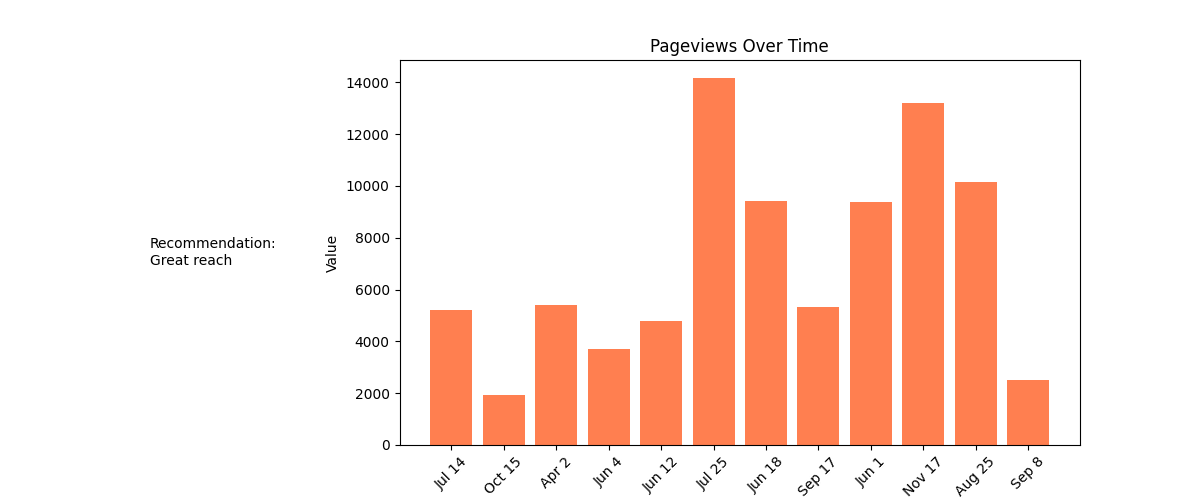 Pageviews Over Time
Recommendation:
Great reach
Value
14000
12000
10000
8000
6000
4000
2000
0
Jul 14
Oct 15
Apr 2
Jun 4
Jun 12
Jul 25
Jun 18
Sep 17
Jun 1
Nov 17
Aug 25
Sep 8